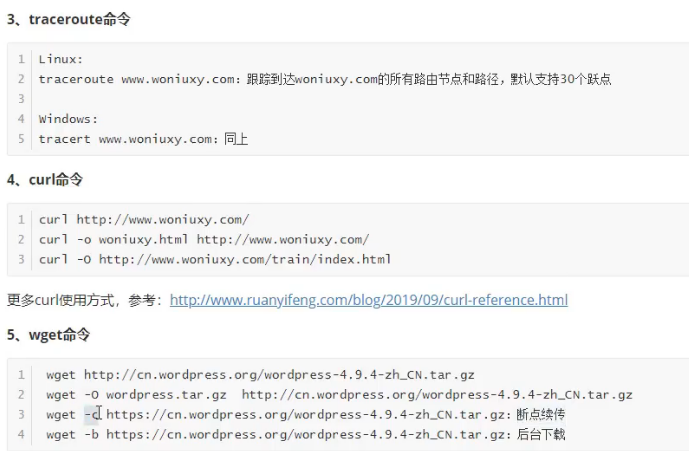 3、traceroute命令
1 Linux:
2 traceroute www.woniuxy.com：跟踪到达woniuxy.com的所有路由节点和路径，默认支持30个跃点
3
4 Windows:
5 tracert www.woniuxy.com：同上
4、curl命令
1 curl http://www.woniuxy.com/
2 curl -o woniuxy.html http://www.woniuxy.com/
3 curl -O http://www.woniuxy.com/train/index.html
更多curl使用方式，参考：http://www.ruanyifeng.com/blog/2019/09/curl-reference.html
5、wget命令
1 wget http://cn.wordpress.org/wordpress-4.9.4-zh_CN.tar.gz
2 wget -O wordpress.tar.gz  http://cn.wordpress.org/wordpress-4.9.4-zh_CN.tar.gz
3 wget -c https://cn.wordpress.org/wordpress-4.9.4-zh_CN.tar.gz：断点续传
4 wget -b https://cn.wordpress.org/wordpress-4.9.4-zh_CN.tar.gz：后台下载